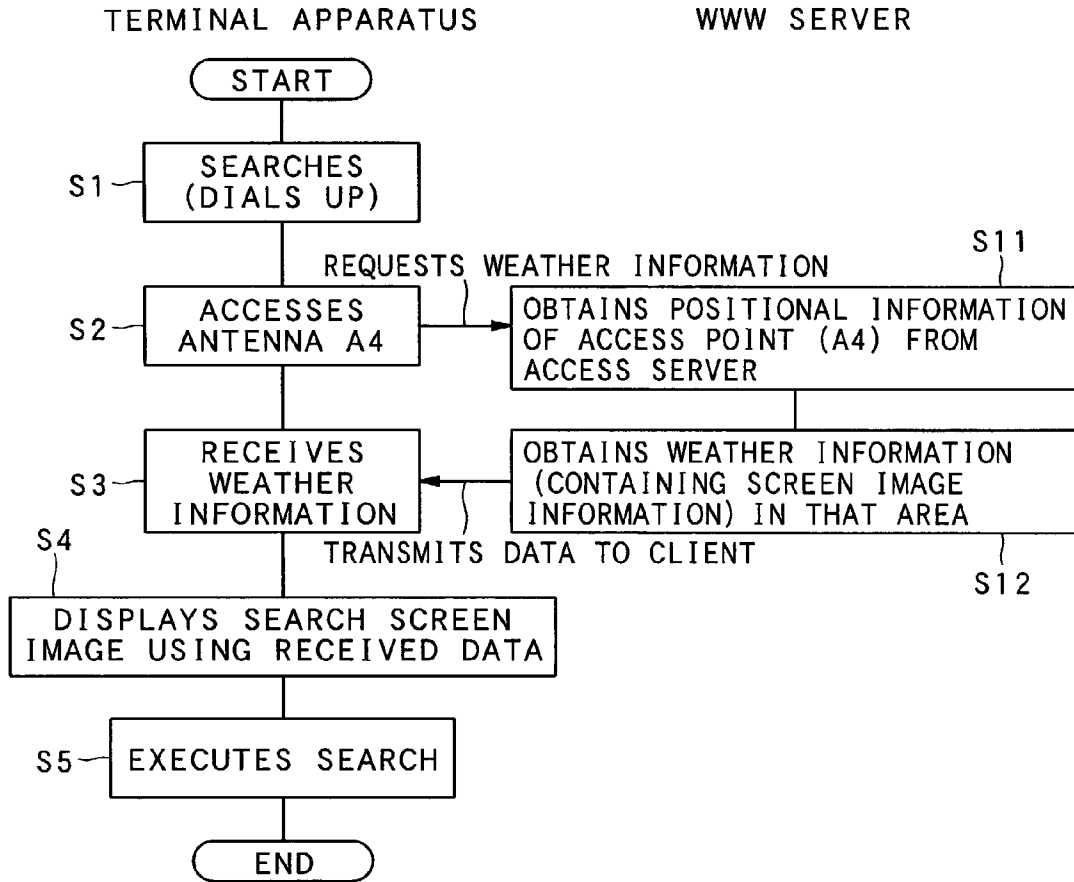 TERMINAL APPARATUS
WWW SERVER
START
S1
SEARCHES
(DIALS UP)
REQUESTS WEATHER INFORMATION
S11
S2
ACCESSES
ANTENNA A4
OBTAINS POSITIONAL INFORMATION
OF ACCESS POINT (A4) FROM
ACCESS SERVER
S3
RECEIVES
WEATHER
INFORMATION
OBTAINS WEATHER INFORMATION
(CONTAINING SCREEN IMAGE
INFORMATION) IN THAT AREA
TRANSMITS DATA TO CLIENT
S12
S4
DISPLAYS SEARCH SCREEN
IMAGE USING RECEIVED DATA
S5
EXECUTES SEARCH
END